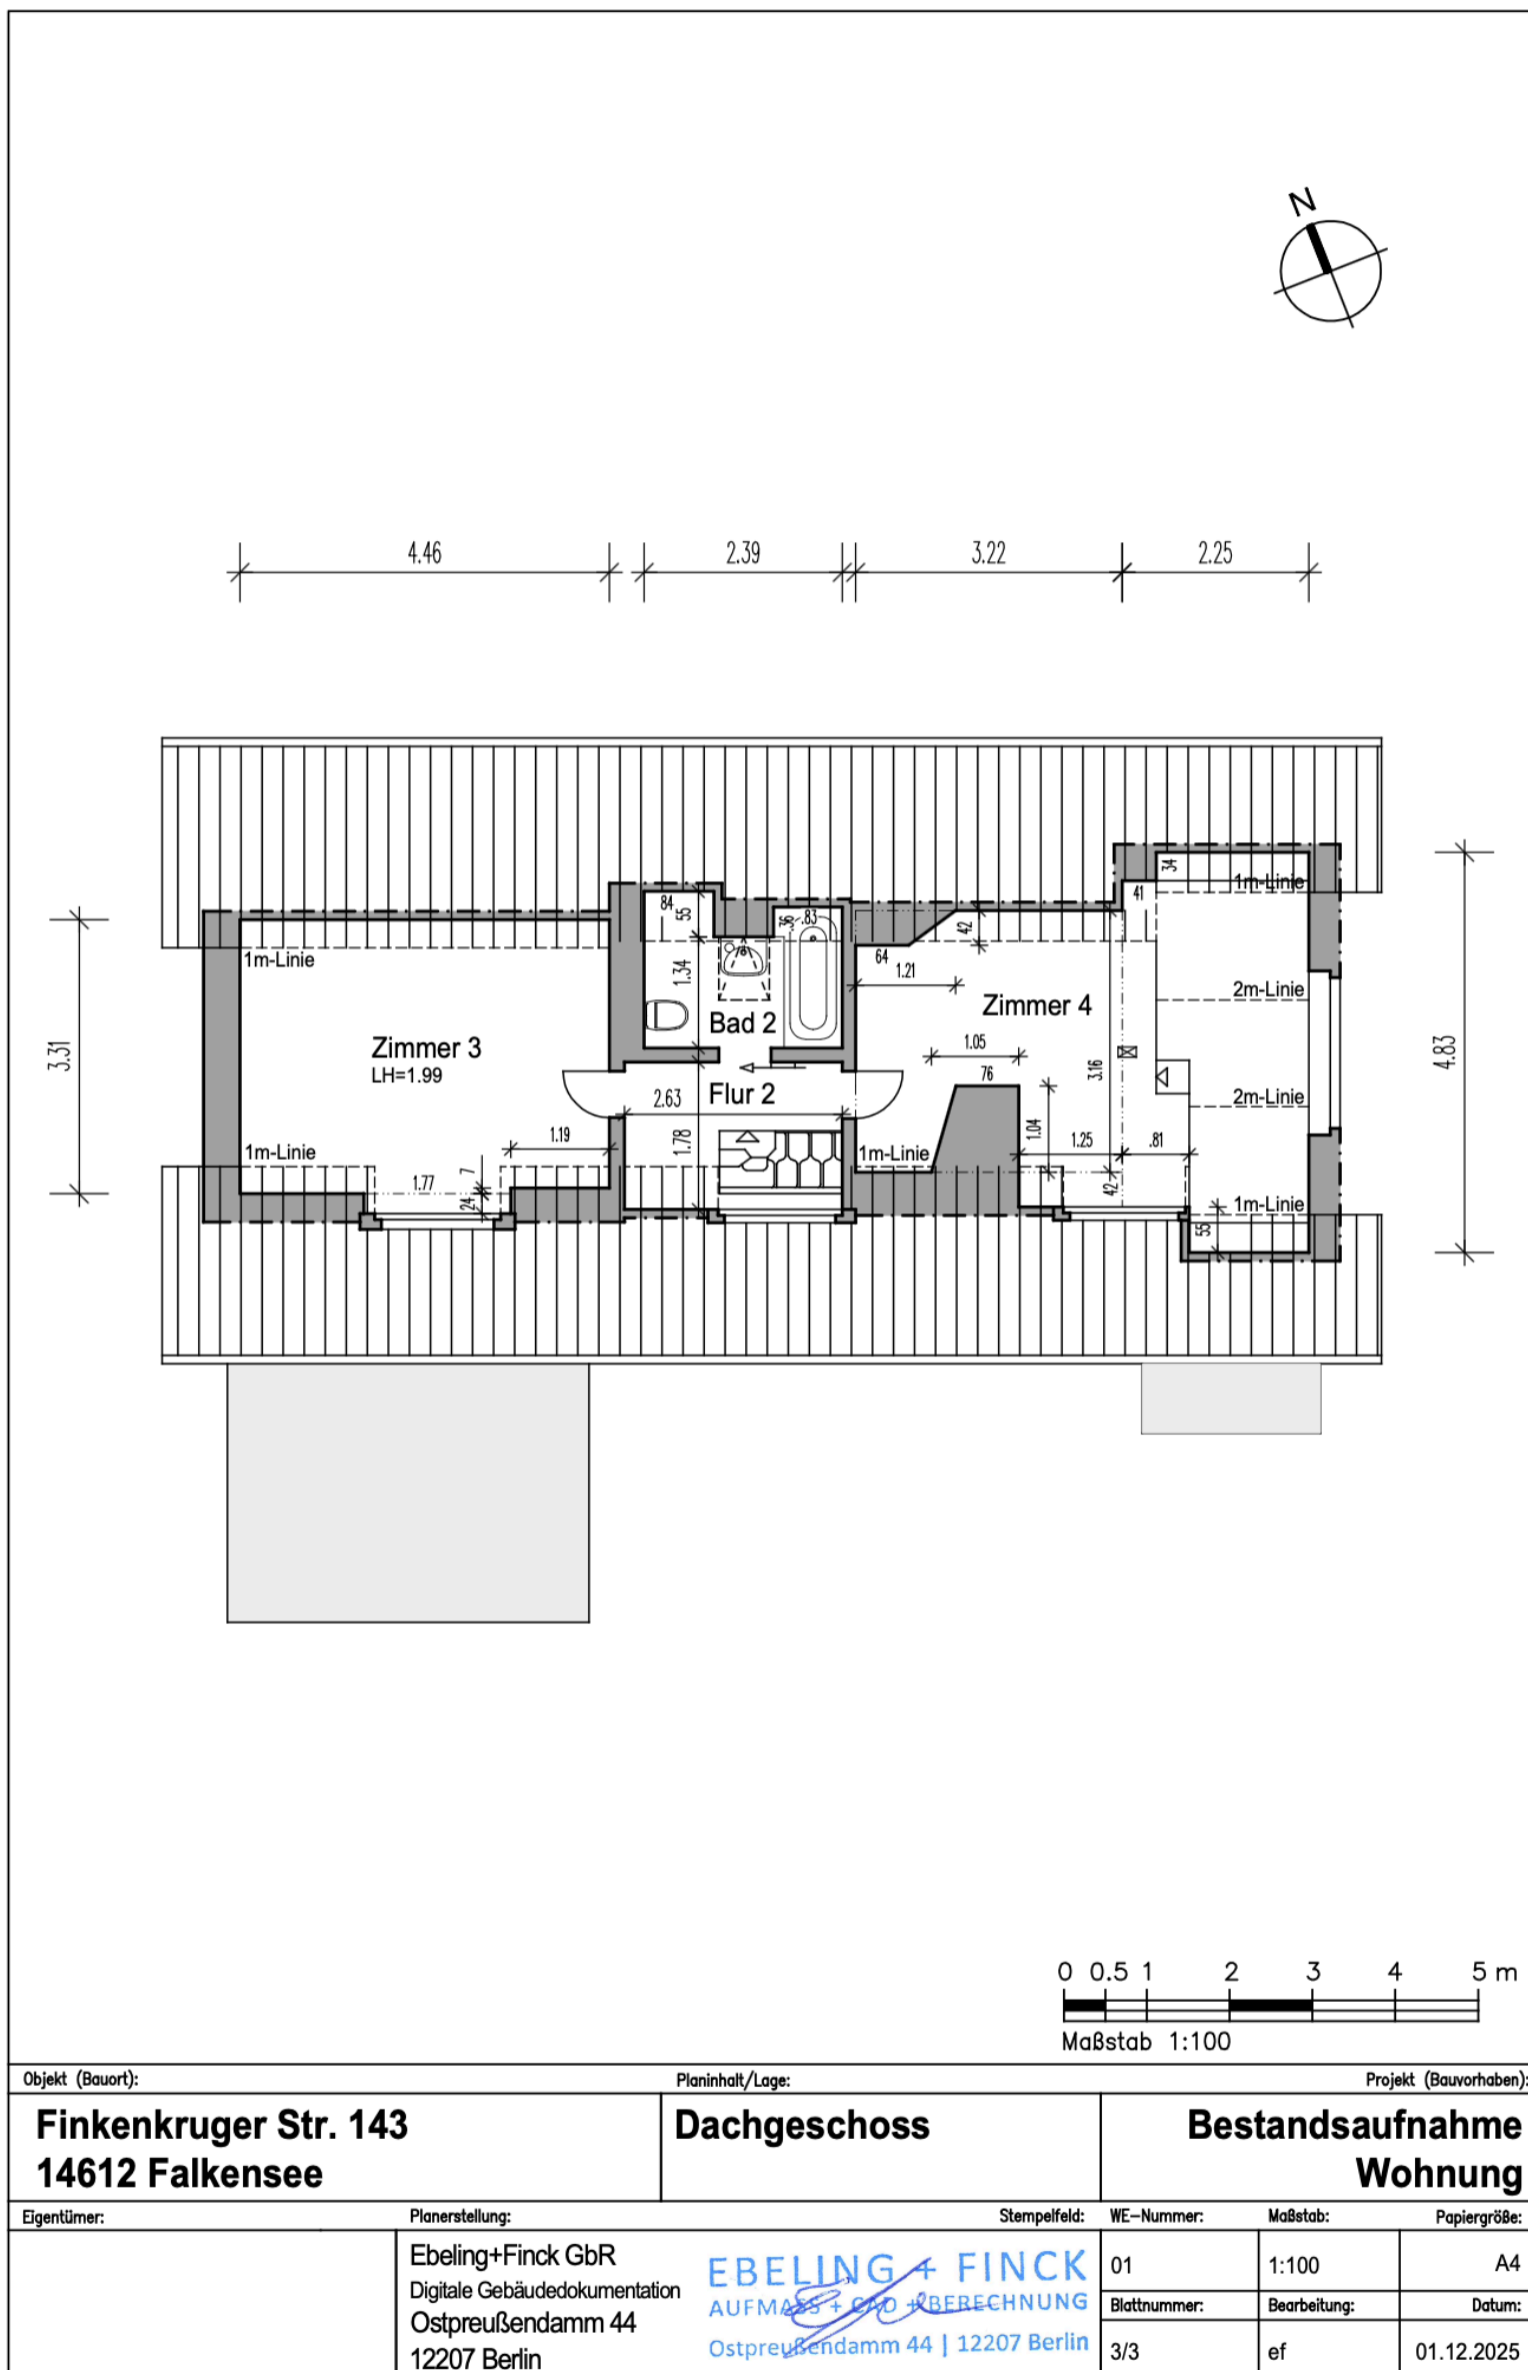 N
4.46
2.39
3.22
2.25
3.31
4.83
1m-Linie
Zimmer 3
LH=1.99
1m-Linie
1.19
1.77
7
24
84
55
.36
.83
1.34
Bad 2
Flur 2
2.63
1.78
42
64
1.21
Zimmer 4
1.05
76
3.16
1.04
1.25
.81
1m-Linie
42
41
34
1m-Linie
2m-Linie
2m-Linie
1m-Linie
55
0 0.5 1 2 3 4 5 m
Maßstab 1:100
Objekt (Bauort):
Planinhalt/Lage:
Projekt (Bauvorhaben):
Finkenkruger Str. 143
14612 Falkensee
Dachgeschoss
Bestandsaufnahme
Wohnung
Eigentümer:
Planerstellung:
Stempelfeld:
WE-Nummer:
Maßstab:
Papiergröße:
Ebeling+Finck GbR
Digitale Gebäudedokumentation
Ostpreußendamm 44
12207 Berlin
EBELING + FINCK
AUFMASS + CAD + BERECHNUNG
Ostpreußendamm 44 | 12207 Berlin
01
1:100
A4
Blattnummer:
Bearbeitung:
Datum:
3/3
ef
01.12.2025